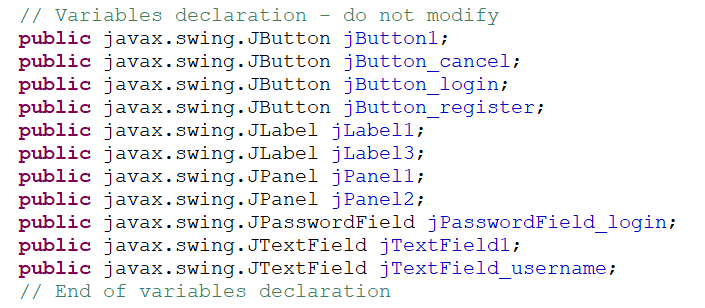 // Variables declaration - do not modify
public javax.swing.JButton jButton1;
public javax.swing.JButton jButton_cancel;
public javax.swing.JButton jButton_login;
public javax.swing.JButton jButton_register;
public javax.swing.JLabel jLabel1;
public javax.swing.JLabel jLabel3;
public javax.swing.JPanel jPanel1;
public javax.swing.JPanel jPanel2;
public javax.swing.JPasswordField jPasswordField_login;
public javax.swing.JTextField jTextField1;
public javax.swing.JTextField jTextField_username;
// End of variables declaration